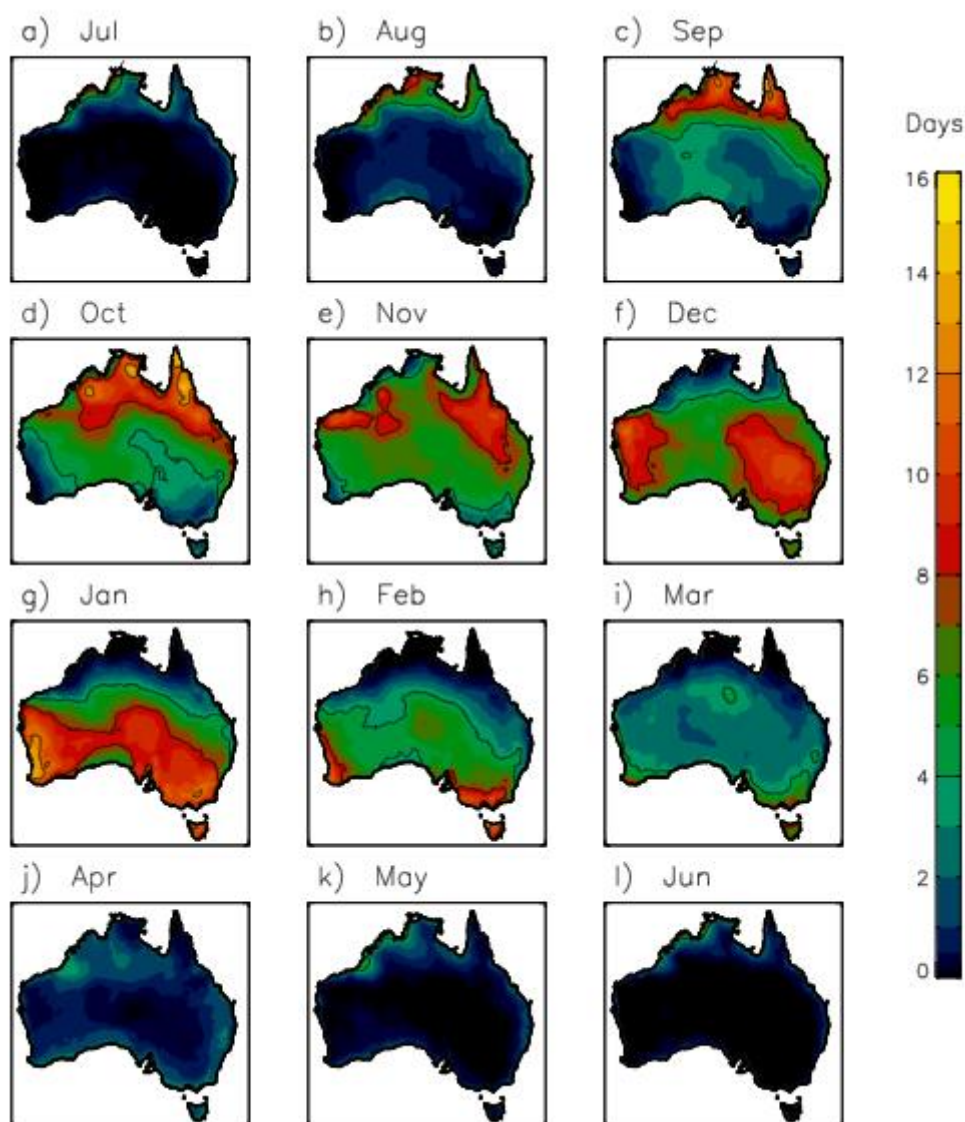 a) Jul
b) Aug
c) Sep
Days
16
14
12
10
8
6
4
2
0
d) Oct
e) Nov
f) Dec
g) Jan
h) Feb
i) Mar
j) Apr
k) May
l) Jun